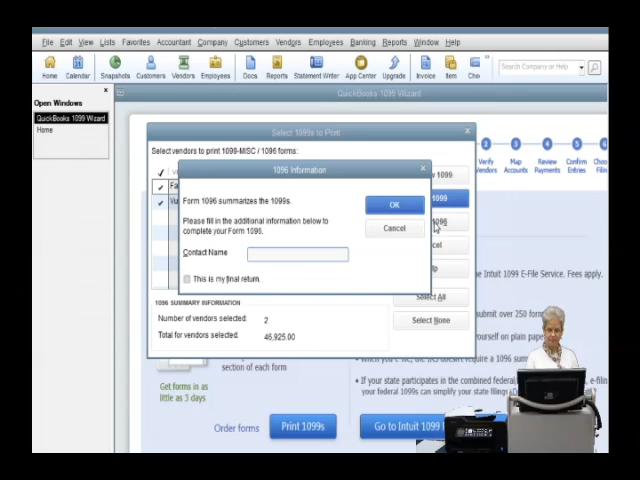 File Edit View Lists Favorites Accountant Company Customers Vendors Employees Banking Reports Window Help
Home Calendar Snapshots Customers Vendors Employees Docs Reports Statement Writer App Center Upgrade Invoice Item
Search Company or Help
Open Windows
QuickBooks 1099 Wizard
Home
QuickBooks 1099 Wizard
Select 1099s to Print
Select vendors to print 1099-MISC / 1096 forms:
1099
1099
1096
Select All
Select None
1096 Information
Form 1096 summarizes the 1099s.
Please fill in the additional information below to
complete your Form 1096.
OK
Cancel
Contact Name
This is my final return.
1096 SUMMARY INFORMATION
Number of vendors selected: 2
Total for vendors selected: 46,925.00
2 3 4 5 6
Verify Vendors
Map Accounts
Review Payments
Confirm Entries
Intuit 1099 E-File Service. Fees apply.
submit over 250
yourself on plain
section of each form
Get forms in as
little as 3 days
• If your state participates in the combined federal
your federal 1099s can simplify your state filing
Order forms
Print 1099s
Go to Intuit 1099